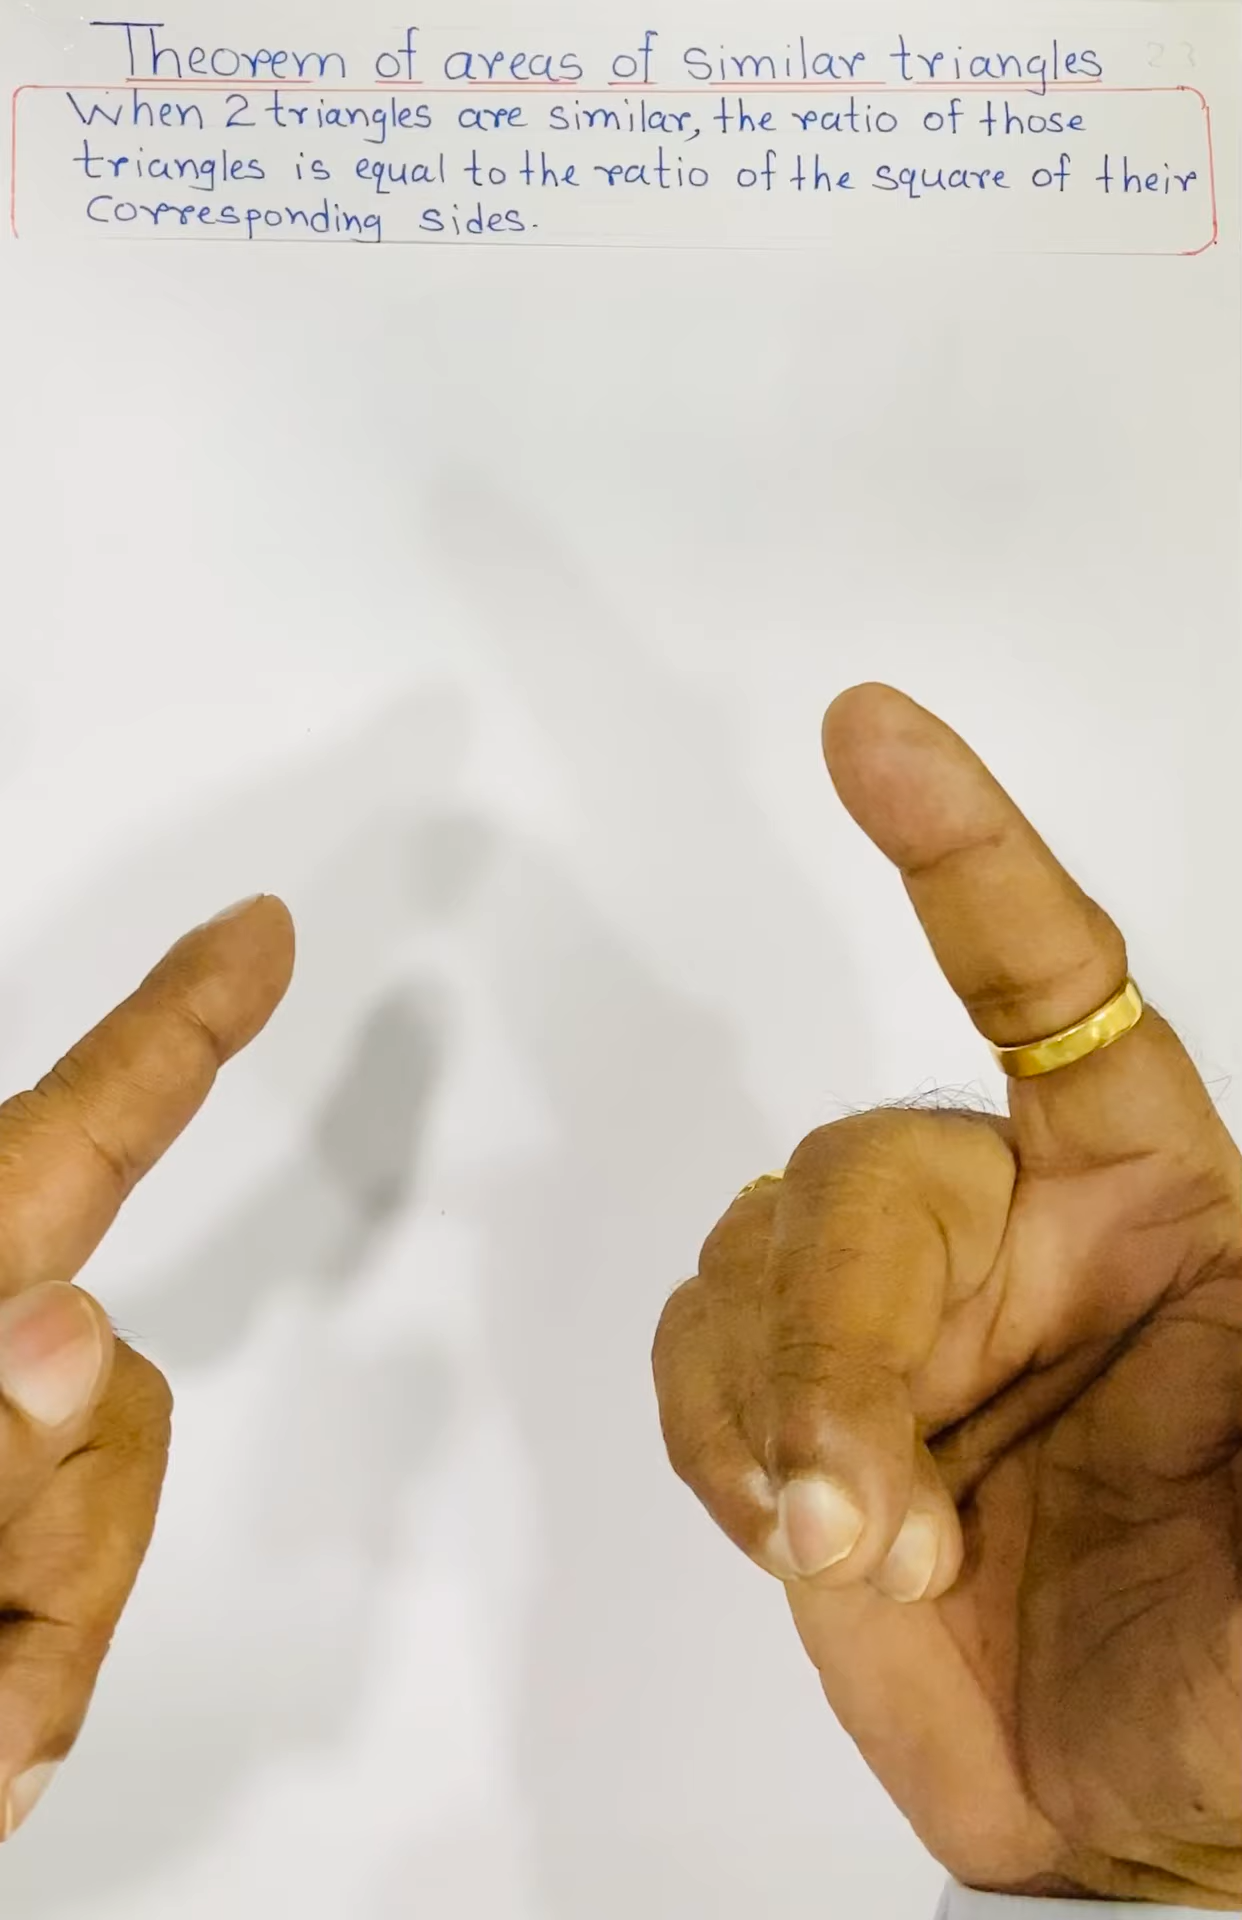 Theorem of areas of similar triangles
When 2 triangles are similar, the ratio of those
triangles is equal to the ratio of the square of their
Corresponding sides.